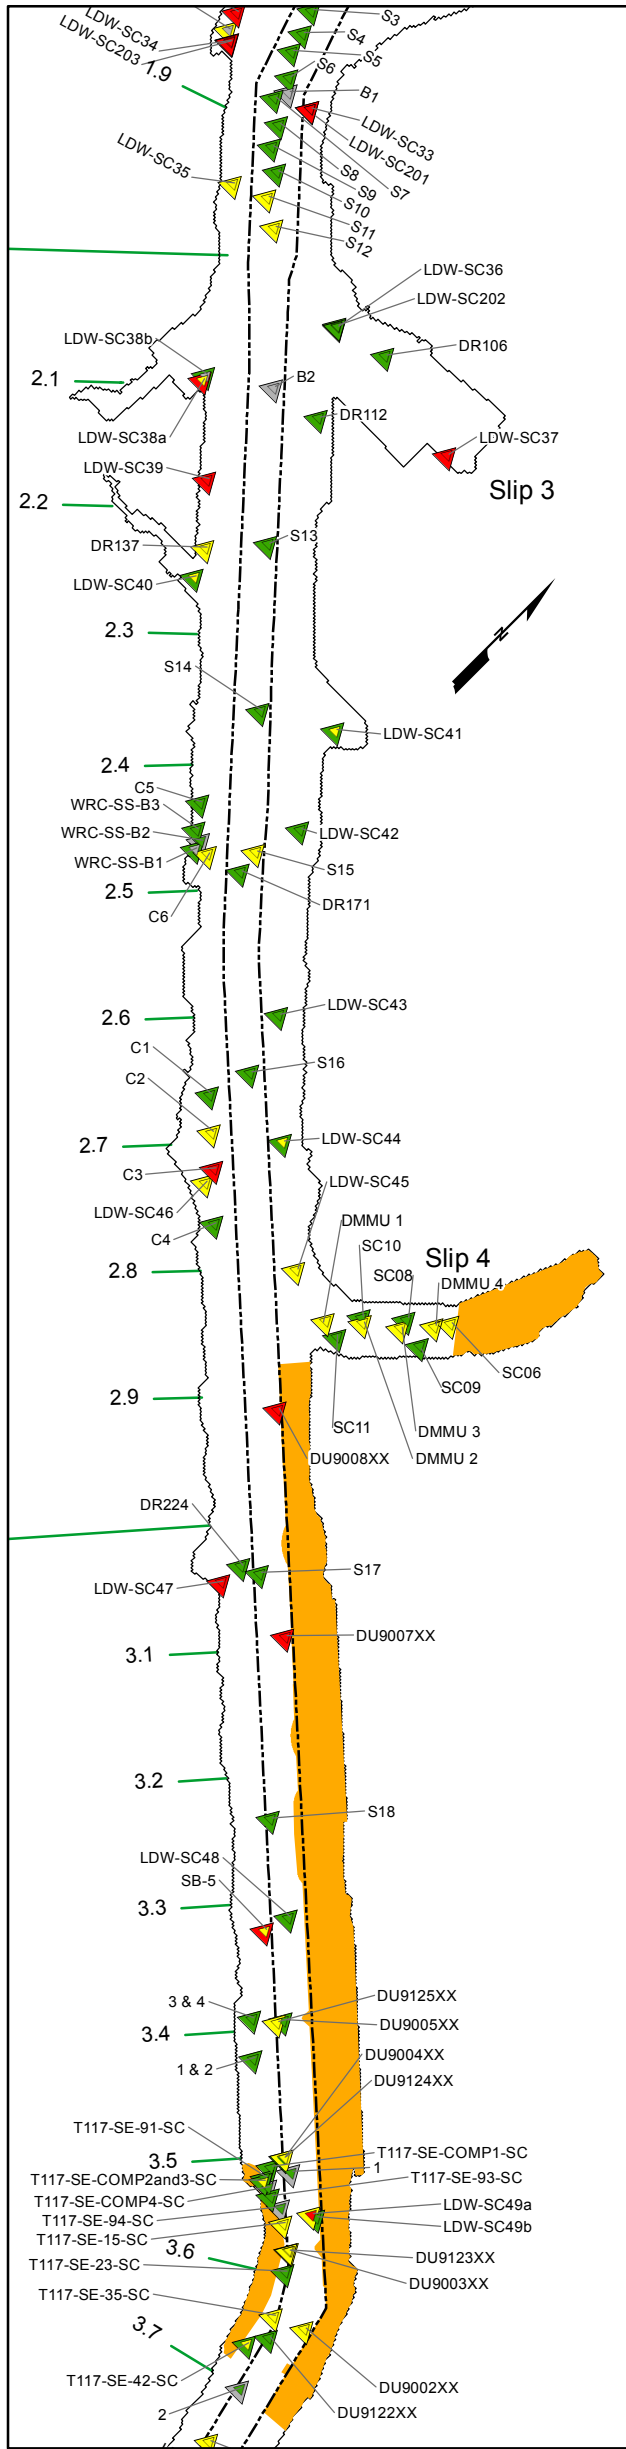 S3
LDW-SC34
S4
LDW-SC203
S5
1.9
S6
B1
LDW-SC33
LDW-SC201
S7
S8
LDW-SC35
S9
S10
S11
S12
LDW-SC36
LDW-SC202
LDW-SC38b
DR106
2.1
B2
DR112
LDW-SC38a
LDW-SC37
LDW-SC39
Slip 3
2.2
S13
DR137
LDW-SC40
2.3
N
S14
LDW-SC41
2.4
C5
WRC-SS-B3
WRC-SS-B2
LDW-SC42
WRC-SS-B1
S15
2.5
DR171
C6
LDW-SC43
2.6
C1
S16
C2
2.7
LDW-SC44
C3
LDW-SC45
LDW-SC46
DMMU 1
C4
SC10
Slip 4
2.8
SC08
DMMU 4
SC06
SC09
2.9
SC11
DMMU 3
DU9008XX
DMMU 2
DR224
S17
LDW-SC47
DU9007XX
3.1
3.2
S18
LDW-SC48
SB-5
3.3
DU9125XX
3 & 4
DU9005XX
3.4
DU9004XX
1 & 2
DU9124XX
T117-SE-91-SC
T117-SE-COMP1-SC
3.5
1
T117-SE-COMP2and3-SC
T117-SE-93-SC
T117-SE-COMP4-SC
LDW-SC49a
T117-SE-94-SC
LDW-SC49b
T117-SE-15-SC
3.6
DU9123XX
T117-SE-23-SC
DU9003XX
T117-SE-35-SC
3.7
T117-SE-42-SC
DU9002XX
2
DU9122XX